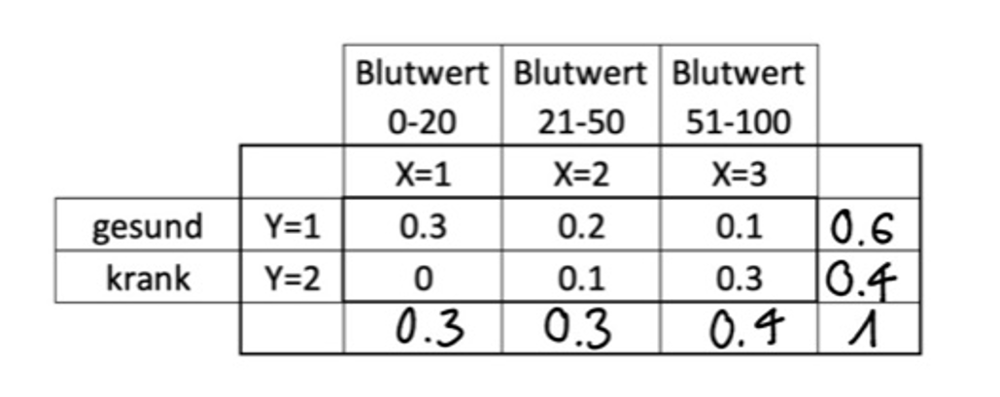 Blutwert Blutwert Blutwert
0-20 21-50 51-100
X=1 X=2 X=3
gesund Y=1 0.3 0.2 0.1 0.6
krank Y=2 0 0.1 0.3 0.4
0.3 0.3 0.4 1